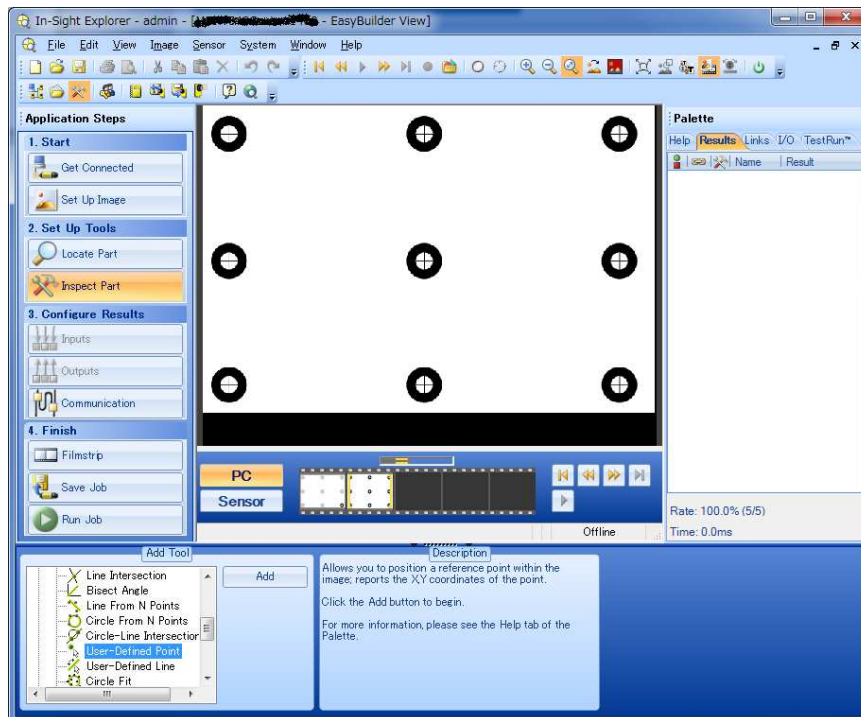 In-Sight Explorer - admin - [ - EasyBuilder View]
File Edit View Image Sensor System Window Help
Application Steps
1. Start
Get Connected
Set Up Image
2. Set Up Tools
Locate Part
Inspect Part
3. Configure Results
Inputs
Outputs
Communication
4. Finish
Filmstrip
Save Job
Run Job
PC
Sensor
Offline
Palette
Help Results Links I/O TestRun™
Name Result
Rate: 100.0% (5/5)
Time: 0.0ms
Add Tool
Line Intersection
Bisect Angle
Line From N Points
Circle From N Points
Circle-Line Intersection
User-Defined Point
User-Defined Line
Circle Fit
Add
Description
Allows you to position a reference point within the
image; reports the X,Y coordinates of the point.
Click the Add button to begin.
For more information, please see the Help tab of the
Palette.